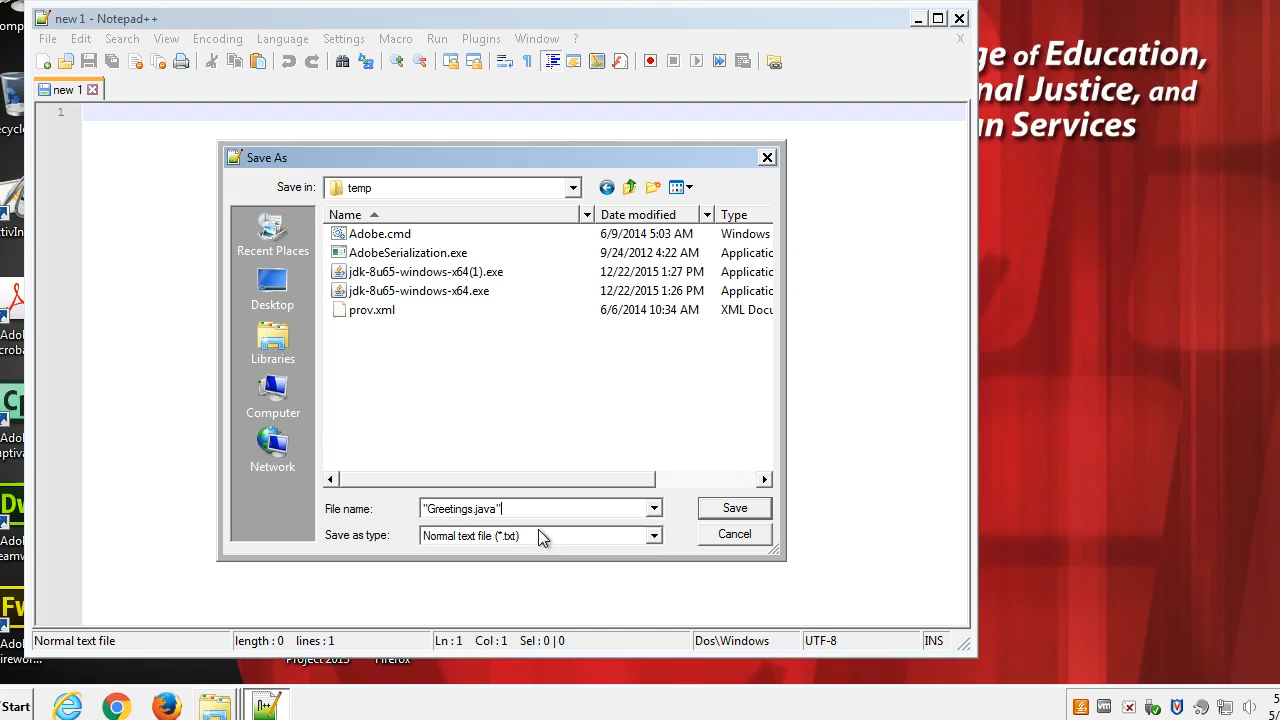 new 1 - Notepad++
File Edit Search View Encoding Language Settings Macro Run Plugins Window ? X
new 1
1
Save As
Save in: temp
Name Date modified Type
Adobe.cmd 6/9/2014 5:03 AM Windows
AdobeSerialization.exe 9/24/2012 4:22 AM Applicatic
jdk-8u65-windows-x64(1).exe 12/22/2015 1:27 PM Applicatic
jdk-8u65-windows-x64.exe 12/22/2015 1:26 PM Applicatic
prov.xml 6/6/2014 10:34 AM XML Docu
Recent Places
Desktop
Libraries
Computer
Network
File name: "Greetings.java"
Save
Save as type: Normal text file (*.txt)
Cancel
Normal text file length : 0 lines : 1 Ln : 1 Col : 1 Sel : 0 | 0 Dos\Windows UTF-8 INS
ge of Education,
nal Justice, and
n Services
Project 2013 Firefox
Start